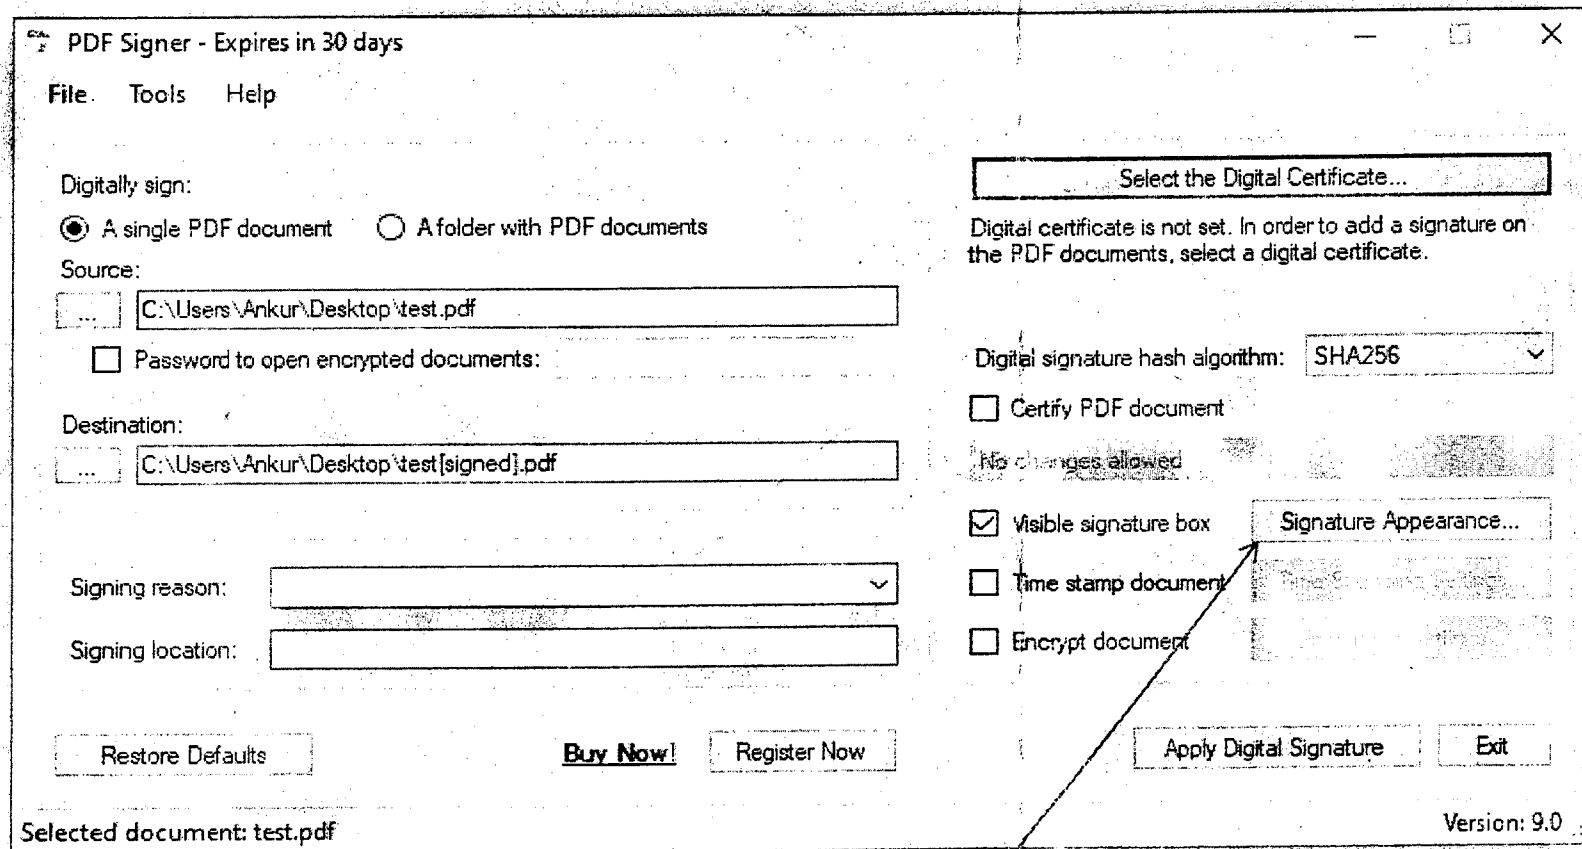 PDF Signer - Expires in 30 days
File Tools Help
Digitally sign:
A single PDF document A folder with PDF documents
Source:
... C:\Users\Ankur\Desktop\test.pdf
Password to open encrypted documents:
Destination:
... C:\Users\Ankur\Desktop\test[signed].pdf
Signing reason:
Signing location:
Restore Defaults Buy Now! Register Now
Select the Digital Certificate...
Digital certificate is not set. In order to add a signature on
the PDF documents, select a digital certificate.
Digital signature hash algorithm: SHA256
Certify PDF document
No changes allowed
Visible signature box Signature Appearance...
Time stamp document
Encrypt document
Apply Digital Signature Exit
Selected document: test.pdf Version: 9.0